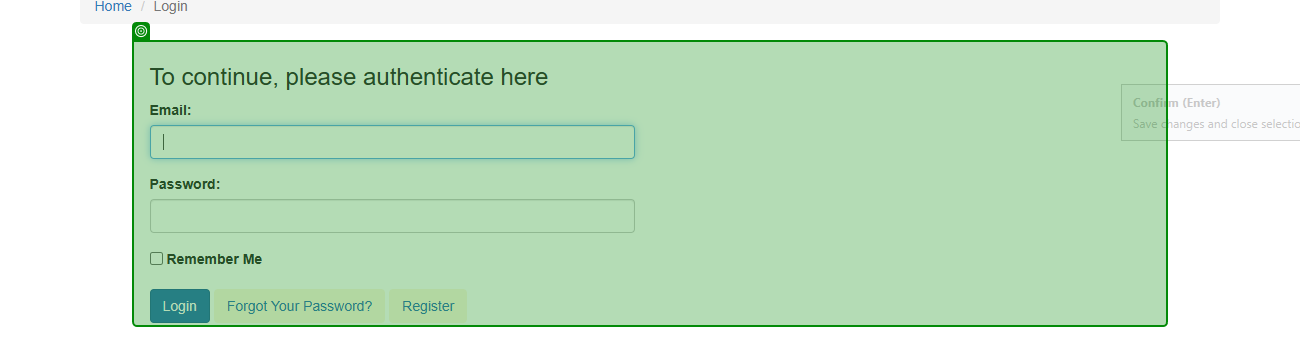 Home / Login
To continue, please authenticate here
Email:
Confirm (Enter)
Save changes and close selectio
Password:
Remember Me
Login Forgot Your Password? Register